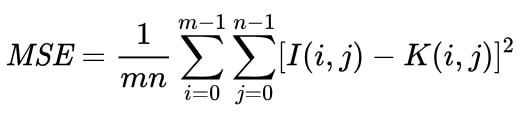 MSE = \frac{1}{mn} \sum_{i=0}^{m-1} \sum_{j=0}^{n-1} [I(i,j) - K(i,j)]^2